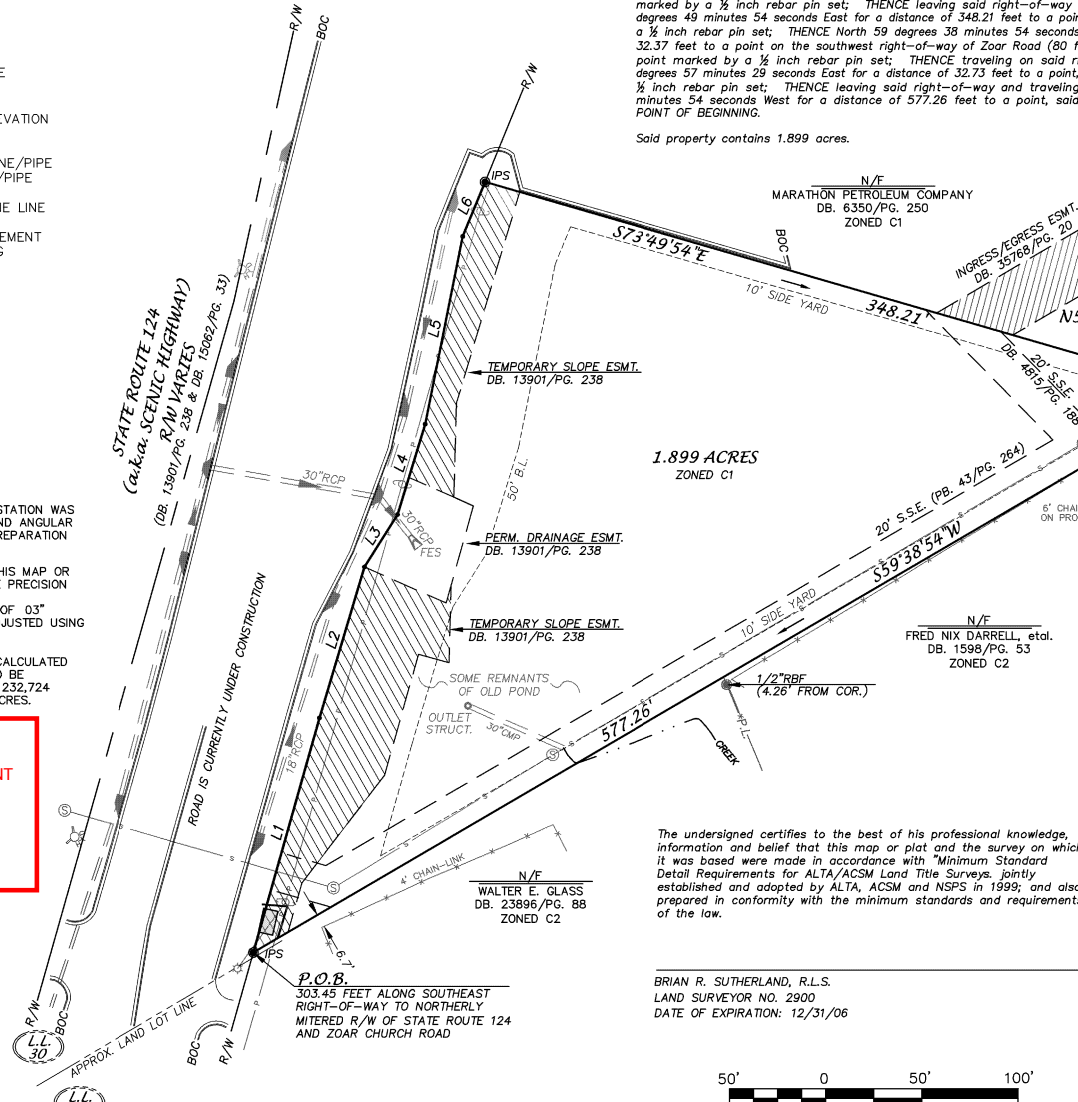 marked by a ½ inch rebar pin set; THENCE leaving said right-of-way
degrees 49 minutes 54 seconds East for a distance of 348.21 feet to a poin
a ½ inch rebar pin set; THENCE North 59 degrees 38 minutes 54 seconds
32.37 feet to a point on the southwest right-of-way of Zoar Road (80 f
point marked by a ½ inch rebar pin set; THENCE traveling on said ri
degrees 57 minutes 29 seconds East for a distance of 32.73 feet to a point,
½ inch rebar pin set; THENCE leaving said right-of-way and traveling
minutes 54 seconds West for a distance of 577.26 feet to a point, said
POINT OF BEGINNING.
Said property contains 1.899 acres.
R/W
BOC
R/W
E
EVATION
NE/PIPE
/PIPE
NE LINE
EMENT
G
IPS
L6
N/F
MARATHON PETROLEUM COMPANY
DB. 6350/PG. 250
ZONED C1
BOC
S73°49'54"E
10' SIDE YARD
348.21'
INGRESS/EGRESS ESMT.
DB. 35768/PG. 20
N5
20' S.S.E.
DB. 4815/PG. 188
STATE ROUTE 124
(a.k.a. SCENIC HIGHWAY)
R/W VARIES
(DB. 13901/PG. 238 & DB. 15062/PG. 33)
L5
TEMPORARY SLOPE ESMT.
DB. 13901/PG. 238
1.899 ACRES
ZONED C1
50' B.L.
L4
30"RCP
30"RCP
FES
L3
PERM. DRAINAGE ESMT.
DB. 13901/PG. 238
20' S.S.E. (PB. 43/PG. 264)
S59°38'54"W
6' CHAI
ON PRO
STATION WAS
ND ANGULAR
REPARATION
HIS MAP OR
E PRECISION
OF 03"
JUSTED USING
CALCULATED
O BE
232,724
CRES.
NT
ROAD IS CURRENTLY UNDER CONSTRUCTION
L2
TEMPORARY SLOPE ESMT.
DB. 13901/PG. 238
10' SIDE YARD
N/F
FRED NIX DARRELL, etal.
DB. 1598/PG. 53
ZONED C2
SOME REMNANTS
OF OLD POND
1/2"RBF
(4.26' FROM COR.)
P.L.
OUTLET
STRUCT.
30"CMP
577.26'
CREEK
18"RCP
S
S
S
L1
4' CHAIN-LINK
N/F
WALTER E. GLASS
DB. 23896/PG. 88
ZONED C2
The undersigned certifies to the best of his professional knowledge,
information and belief that this map or plat and the survey on which
it was based were made in accordance with "Minimum Standard
Detail Requirements for ALTA/ACSM Land Title Surveys. jointly
established and adopted by ALTA, ACSM and NSPS in 1999; and also
prepared in conformity with the minimum standards and requirements
of the law.
IPS
6.7'
P.O.B.
303.45 FEET ALONG SOUTHEAST
RIGHT-OF-WAY TO NORTHERLY
MITERED R/W OF STATE ROUTE 124
AND ZOAR CHURCH ROAD
BRIAN R. SUTHERLAND, R.L.S.
LAND SURVEYOR NO. 2900
DATE OF EXPIRATION: 12/31/06
R/W
BOC
L.L.
30
APPROX. LAND LOT LINE
BOC
R/W
L.L.
50' 0 50' 100'